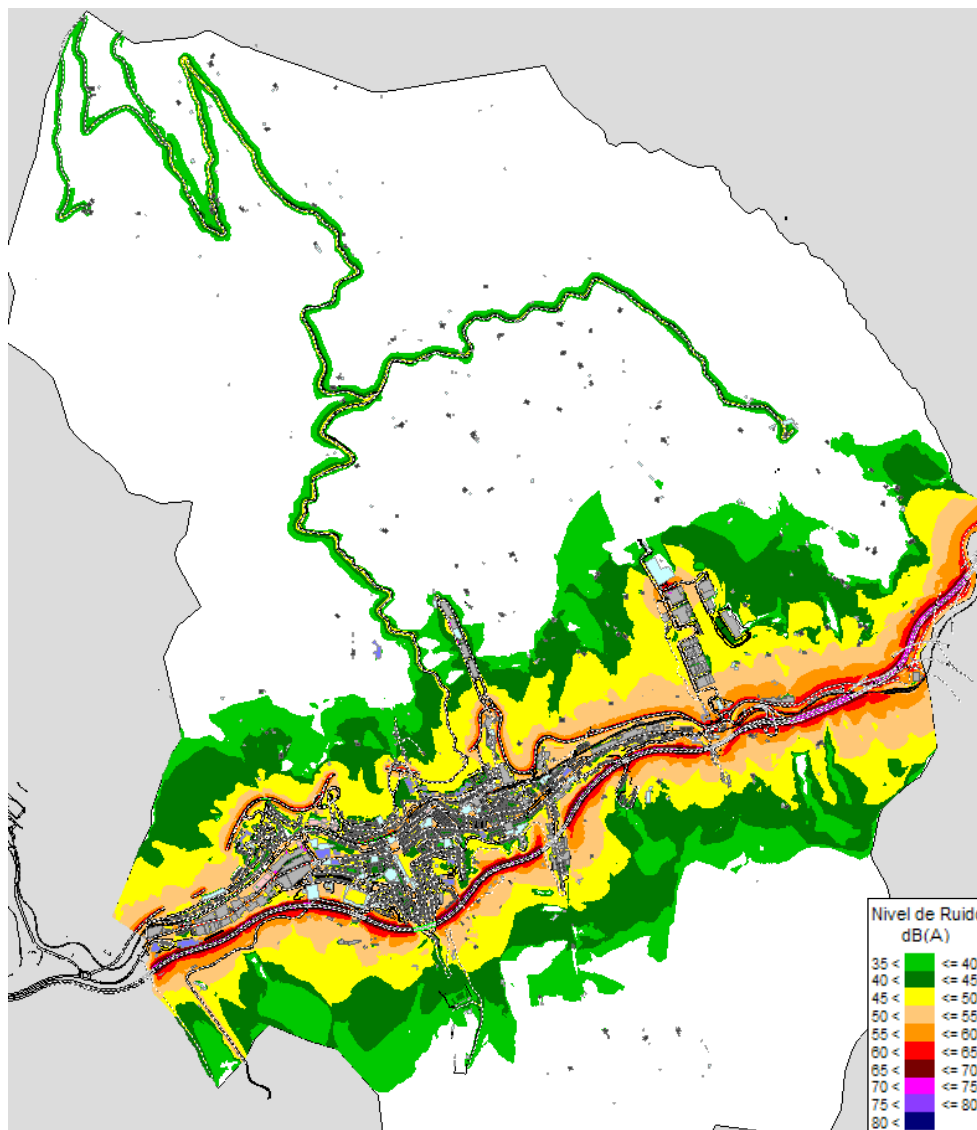 Nivel de Ruido
dB(A)
35 < <= 40
40 < <= 45
45 < <= 50
50 < <= 55
55 < <= 60
60 < <= 65
65 < <= 70
70 < <= 75
75 < <= 80
80 <